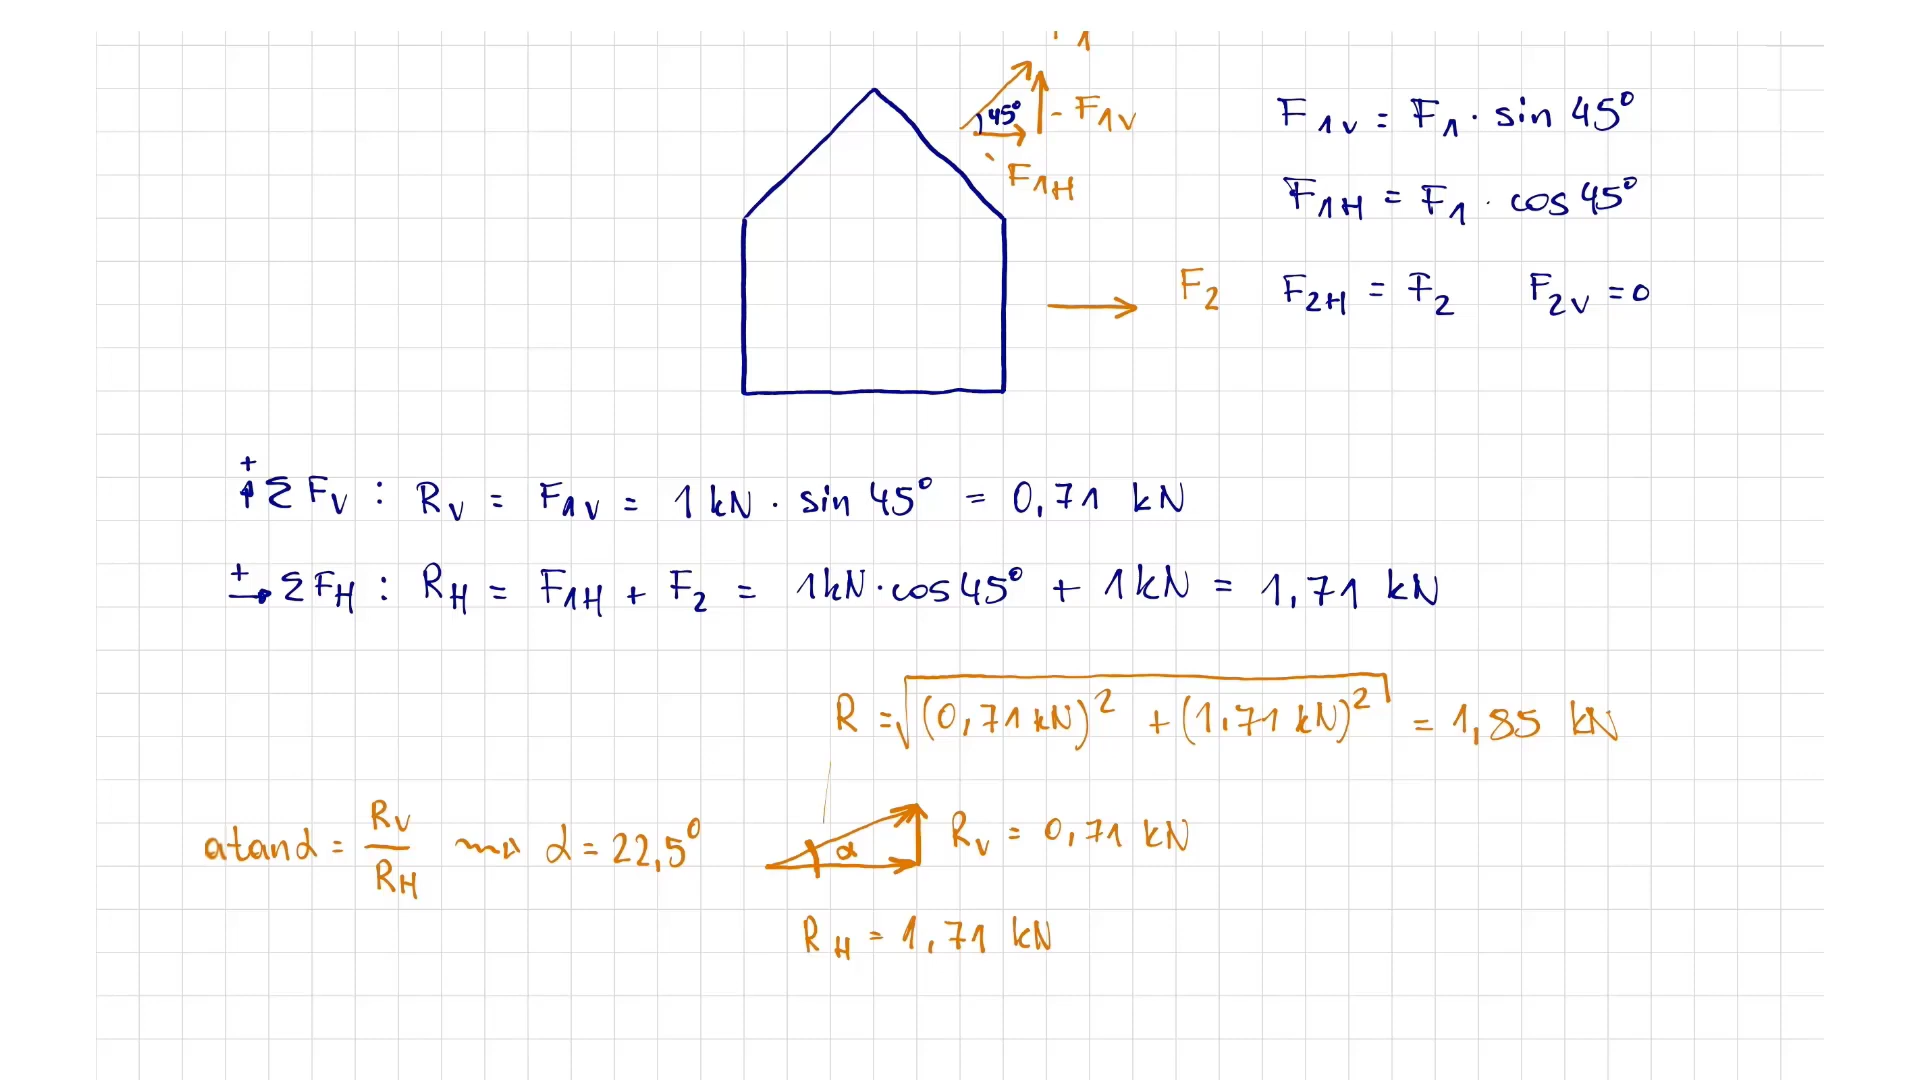 45° - F1V
F1H
F1V = F1 · sin 45°
F1H = F1 · cos 45°
F2 F2H = F2 F2V = 0
+
↑ Σ FV : RV = F1V = 1 kN · sin 45° = 0,71 kN
+
→ Σ FH : RH = F1H + F2 = 1kN · cos 45° + 1 kN = 1,71 kN
R = √((0,71 kN)² + (1,71 kN)²) = 1,85 kN
atan α = RV / RH ⇝ α = 22,5°
α RV = 0,71 kN
RH = 1,71 kN